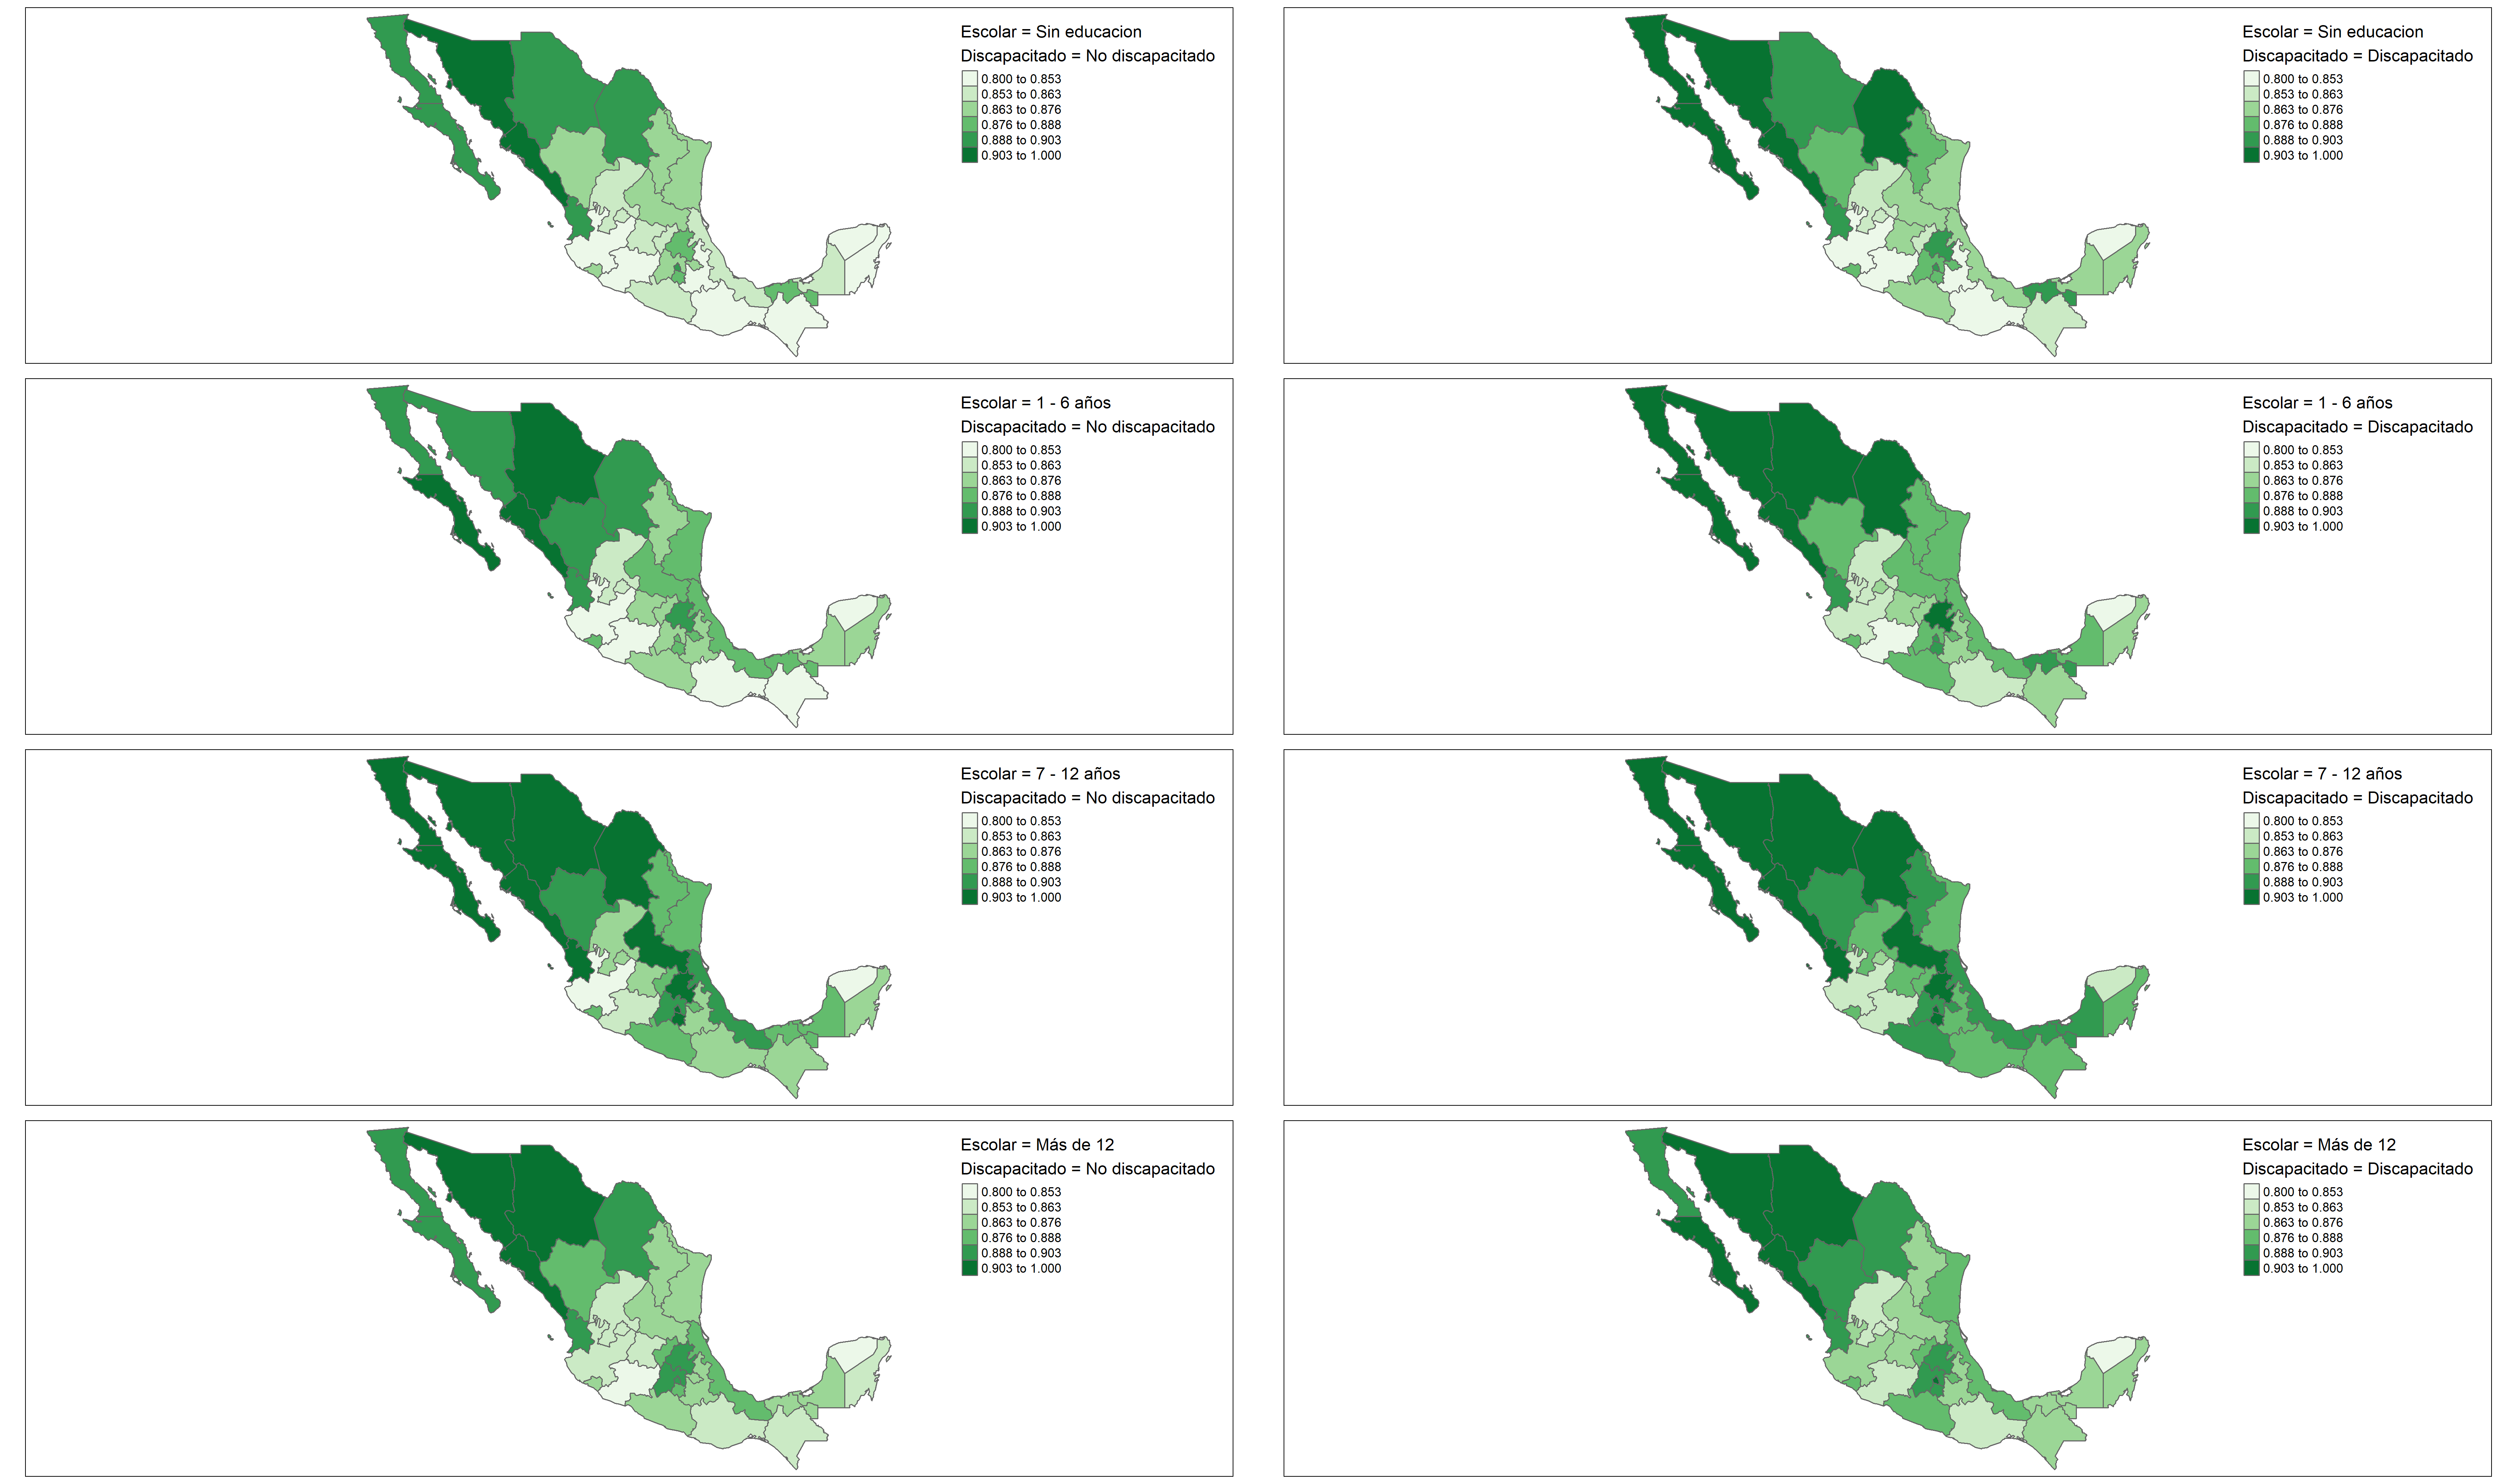 Escolar = Sin educacion
Discapacitado = No discapacitado
0.800 to 0.853
0.853 to 0.863
0.863 to 0.876
0.876 to 0.888
0.888 to 0.903
0.903 to 1.000
Escolar = Sin educacion
Discapacitado = Discapacitado
0.800 to 0.853
0.853 to 0.863
0.863 to 0.876
0.876 to 0.888
0.888 to 0.903
0.903 to 1.000
Escolar = 1 - 6 años
Discapacitado = No discapacitado
0.800 to 0.853
0.853 to 0.863
0.863 to 0.876
0.876 to 0.888
0.888 to 0.903
0.903 to 1.000
Escolar = 1 - 6 años
Discapacitado = Discapacitado
0.800 to 0.853
0.853 to 0.863
0.863 to 0.876
0.876 to 0.888
0.888 to 0.903
0.903 to 1.000
Escolar = 7 - 12 años
Discapacitado = No discapacitado
0.800 to 0.853
0.853 to 0.863
0.863 to 0.876
0.876 to 0.888
0.888 to 0.903
0.903 to 1.000
Escolar = 7 - 12 años
Discapacitado = Discapacitado
0.800 to 0.853
0.853 to 0.863
0.863 to 0.876
0.876 to 0.888
0.888 to 0.903
0.903 to 1.000
Escolar = Más de 12
Discapacitado = No discapacitado
0.800 to 0.853
0.853 to 0.863
0.863 to 0.876
0.876 to 0.888
0.888 to 0.903
0.903 to 1.000
Escolar = Más de 12
Discapacitado = Discapacitado
0.800 to 0.853
0.853 to 0.863
0.863 to 0.876
0.876 to 0.888
0.888 to 0.903
0.903 to 1.000